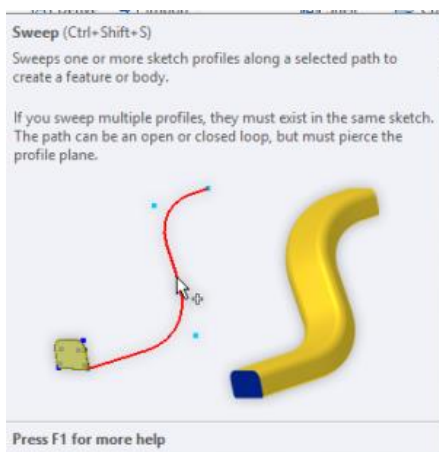 Sweep (Ctrl+Shift+S)
Sweeps one or more sketch profiles along a selected path to
create a feature or body.
If you sweep multiple profiles, they must exist in the same sketch.
The path can be an open or closed loop, but must pierce the
profile plane.
Press F1 for more help